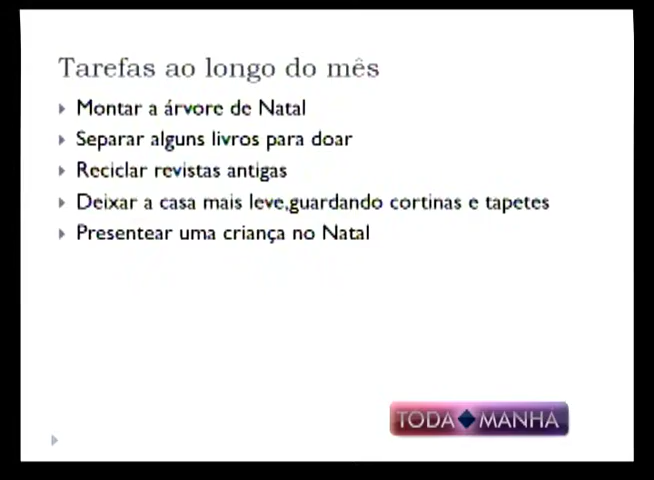 Tarefas ao longo do mês
Montar a árvore de Natal
Separar alguns livros para doar
Reciclar revistas antigas
Deixar a casa mais leve,guardando cortinas e tapetes
Presentear uma criança no Natal
TODA MANHÃ